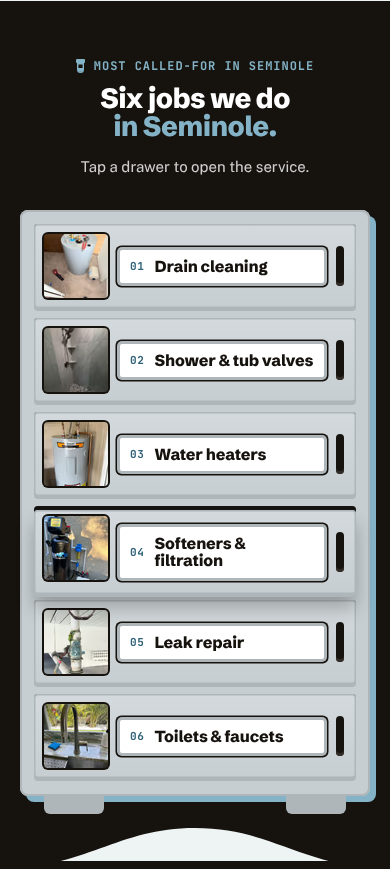 MOST CALLED-FOR IN SEMINOLE
Six jobs we do
in Seminole.
Tap a drawer to open the service.
01 Drain cleaning
02 Shower & tub valves
03 Water heaters
04 Softeners &
filtration
05 Leak repair
06 Toilets & faucets